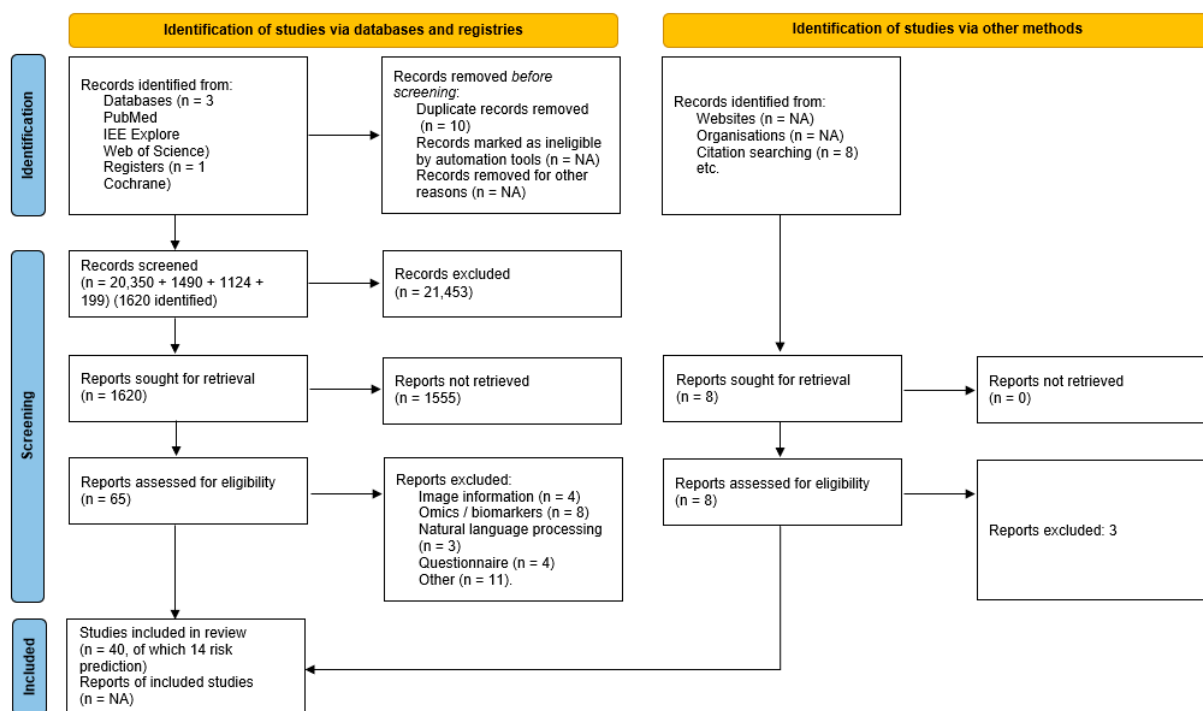 Identification of studies via databases and registries
Identification of studies via other methods
Identification
Records identified from:
Databases (n = 3
PubMed
IEE Explore
Web of Science)
Registers (n = 1
Cochrane)
Records removed before
screening:
Duplicate records removed
(n = 10)
Records marked as ineligible
by automation tools (n = NA)
Records removed for other
reasons (n = NA)
Records identified from:
Websites (n = NA)
Organisations (n = NA)
Citation searching (n = 8)
etc.
Screening
Records screened
(n = 20,350 + 1490 + 1124 +
199) (1620 identified)
Records excluded
(n = 21,453)
Reports sought for retrieval
(n = 1620)
Reports not retrieved
(n = 1555)
Reports sought for retrieval
(n = 8)
Reports not retrieved
(n = 0)
Reports assessed for eligibility
(n = 65)
Reports excluded:
Image information (n = 4)
Omics / biomarkers (n = 8)
Natural language processing
(n = 3)
Questionnaire (n = 4)
Other (n = 11).
Reports assessed for eligibility
(n = 8)
Reports excluded: 3
Included
Studies included in review
(n = 40, of which 14 risk
prediction)
Reports of included studies
(n = NA)